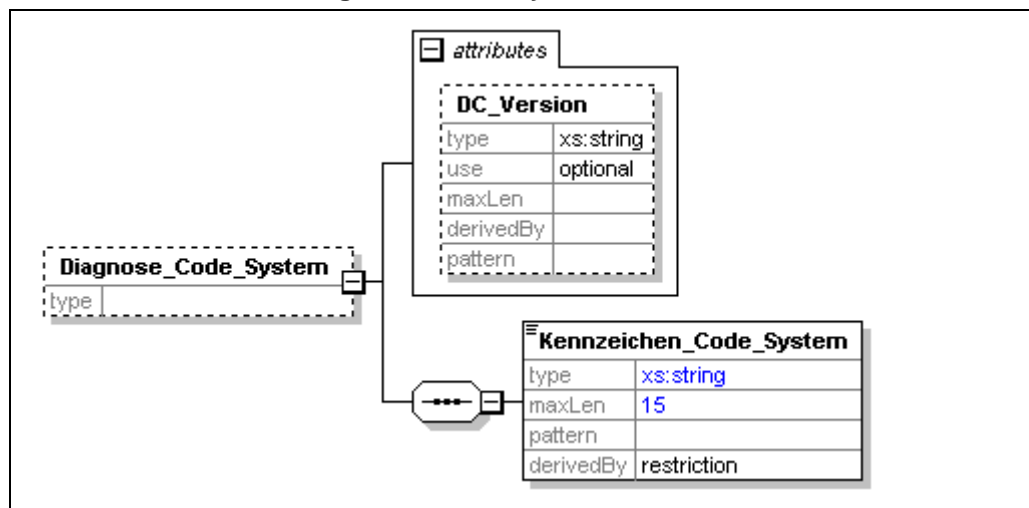 attributes
DC_Version
type xs:string
use optional
maxLen
derivedBy
pattern
Diagnose_Code_System
type
Kennzeichen_Code_System
type xs:string
maxLen 15
pattern
derivedBy restriction